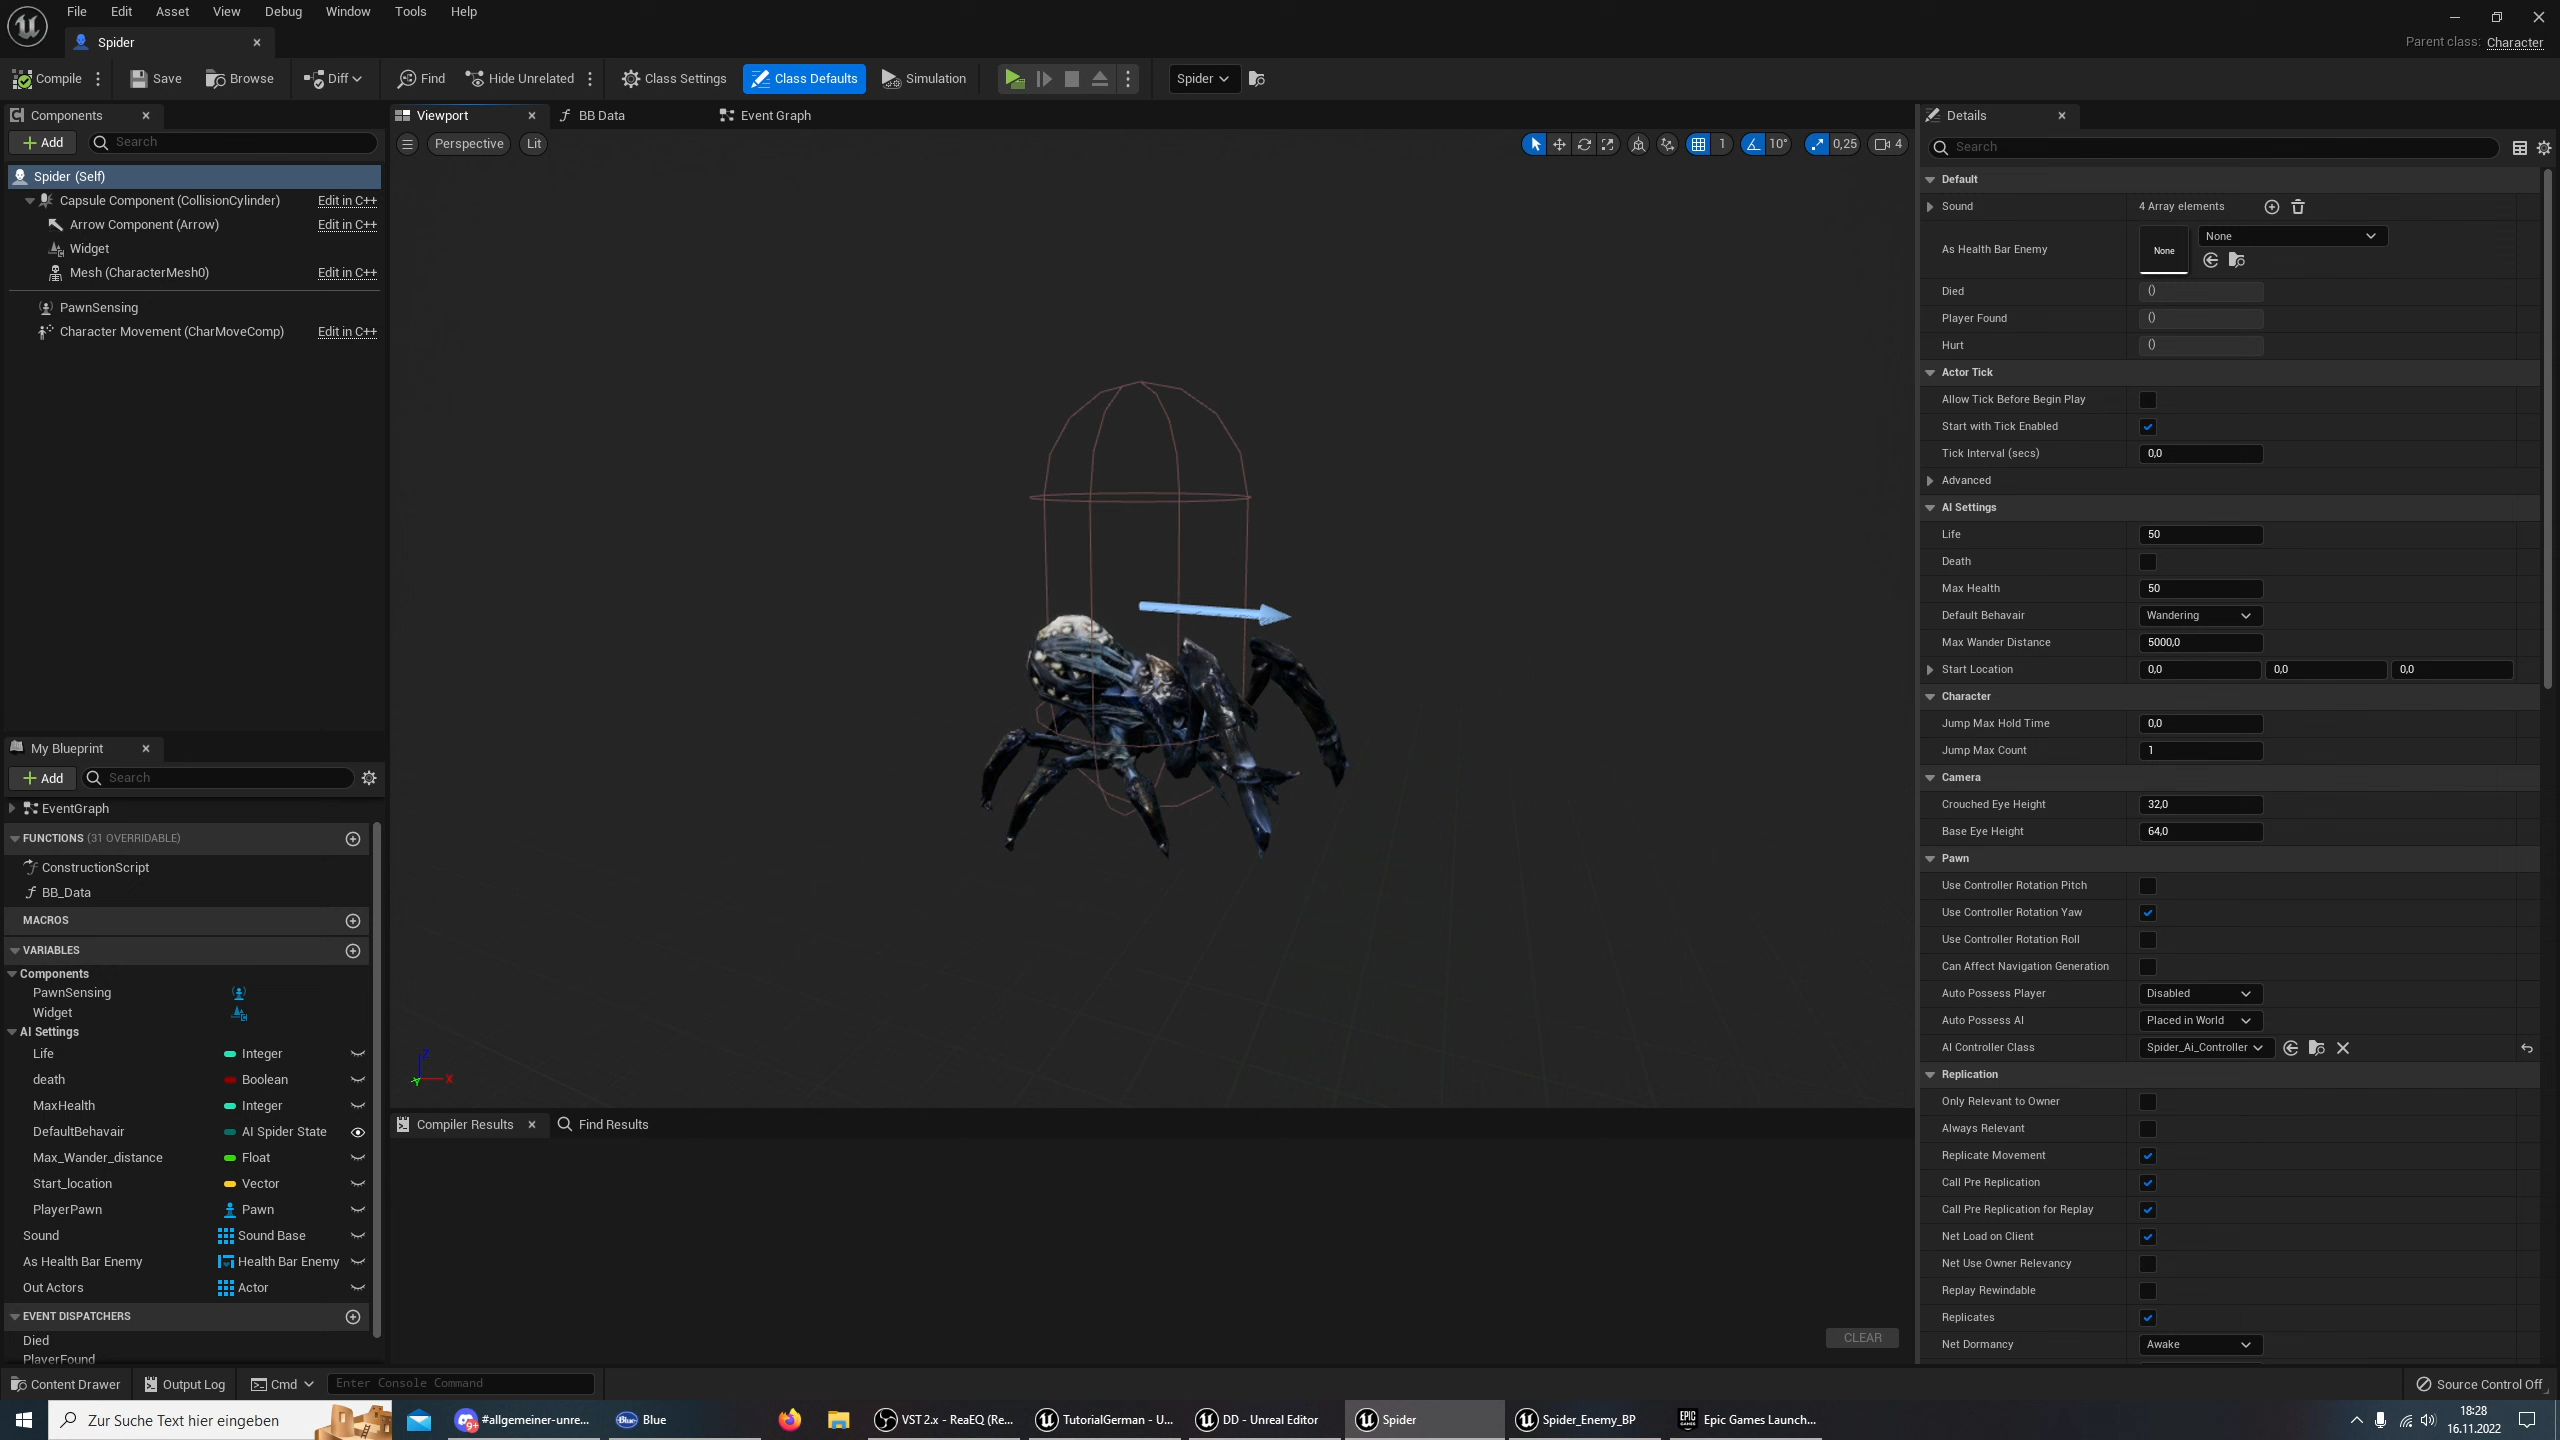 File Edit Asset View Debug Window Tools Help
Spider
Parent class: Character
Compile Save Browse Diff Find Hide Unrelated Class Settings Class Defaults Simulation Spider
Components
Add Search
Spider (Self)
Capsule Component (CollisionCylinder) Edit in C++
Arrow Component (Arrow) Edit in C++
Widget
Mesh (CharacterMesh0) Edit in C++
PawnSensing
Character Movement (CharMoveComp) Edit in C++
My Blueprint
Add Search
EventGraph
FUNCTIONS (31 OVERRIDABLE)
ConstructionScript
BB_Data
MACROS
VARIABLES
Components
PawnSensing
Widget
AI Settings
Life Integer
death Boolean
MaxHealth Integer
DefaultBehavair AI Spider State
Max_Wander_distance Float
Start_location Vector
PlayerPawn Pawn
Sound Sound Base
As Health Bar Enemy Health Bar Enemy
Out Actors Actor
EVENT DISPATCHERS
Died
PlayerFound
Viewport BB Data Event Graph
Perspective Lit 1 10° 0,25 4
Z
X
Y
Compiler Results Find Results
CLEAR
Details
Search
Default
Sound 4 Array elements
As Health Bar Enemy None None
Died ()
Player Found ()
Hurt ()
Actor Tick
Allow Tick Before Begin Play
Start with Tick Enabled
Tick Interval (secs) 0,0
Advanced
AI Settings
Life 50
Death
Max Health 50
Default Behavair Wandering
Max Wander Distance 5000,0
Start Location 0,0 0,0 0,0
Character
Jump Max Hold Time 0,0
Jump Max Count 1
Camera
Crouched Eye Height 32,0
Base Eye Height 64,0
Pawn
Use Controller Rotation Pitch
Use Controller Rotation Yaw
Use Controller Rotation Roll
Can Affect Navigation Generation
Auto Possess Player Disabled
Auto Possess AI Placed in World
AI Controller Class Spider_Ai_Controller
Replication
Only Relevant to Owner
Always Relevant
Replicate Movement
Call Pre Replication
Call Pre Replication for Replay
Net Load on Client
Net Use Owner Relevancy
Replay Rewindable
Replicates
Net Dormancy Awake
Content Drawer Output Log Cmd Enter Console Command Source Control Off
Zur Suche Text hier eingeben 9+ #allgemeiner-unre... Blue Blue VST 2.x - ReaEQ (Re... TutorialGerman - U... DD - Unreal Editor Spider Spider_Enemy_BP EPIC GAMES Epic Games Launch... 18:28
16.11.2022